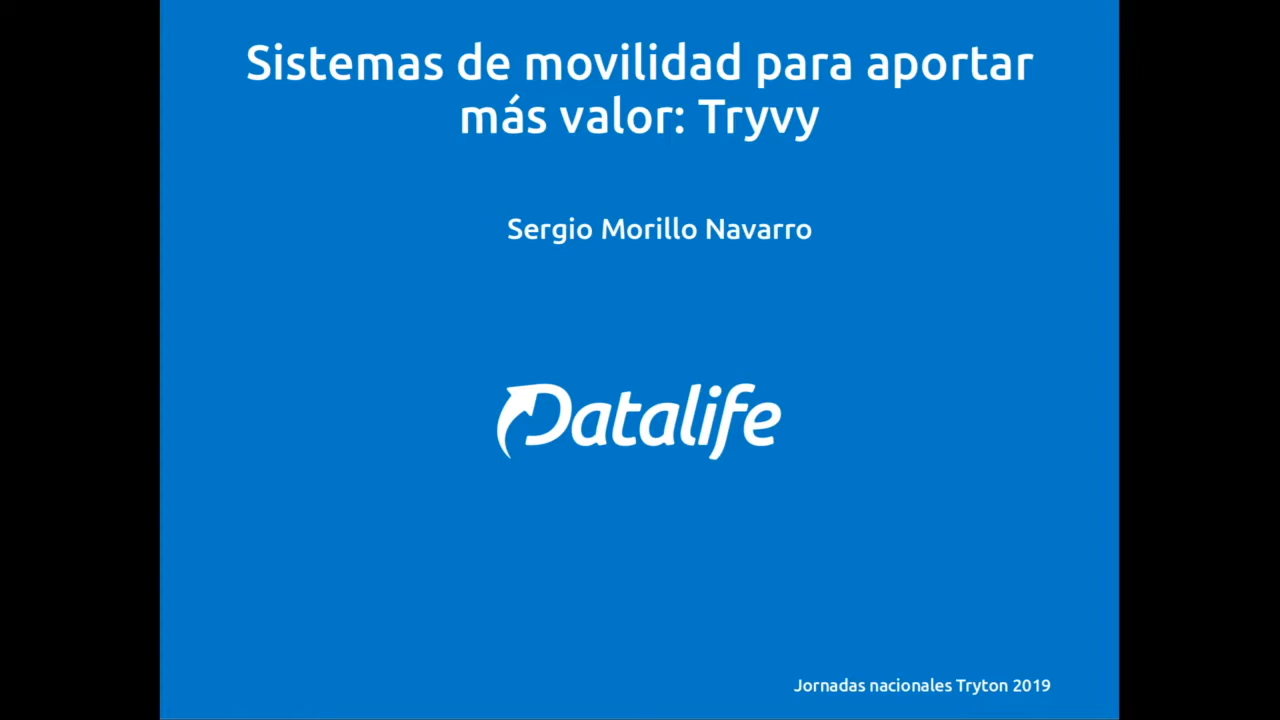 Sistemas de movilidad para aportar
más valor: Tryvy
Sergio Morillo Navarro
Datalife
Jornadas nacionales Tryton 2019